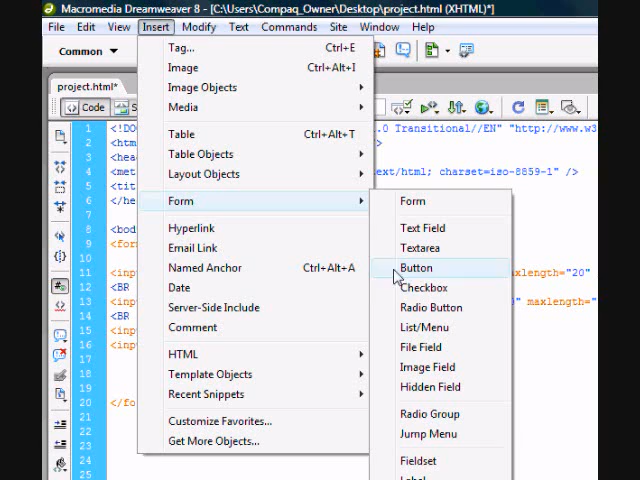 Macromedia Dreamweaver 8 - [C:\Users\Compaq_Owner\Desktop\project.html (XHTML)*]
File Edit View Insert Modify Text Commands Site Window Help
Common
Tag... Ctrl+E
Image Ctrl+Alt+I
Image Objects
Media
Table Ctrl+Alt+T
Table Objects
Layout Objects
Form
Hyperlink
Email Link
Named Anchor Ctrl+Alt+A
Date
Server-Side Include
Comment
HTML
Template Objects
Recent Snippets
Customize Favorites...
Get More Objects...
Form
Text Field
Textarea
Button
Checkbox
Radio Button
List/Menu
File Field
Image Field
Hidden Field
Radio Group
Jump Menu
Fieldset
Label
project.html*
Code S
1 <!DO .0 Transitional//EN" "http://www.w3
2 <htm >
3 <hea
4 <met ext/html; charset=iso-8859-1" />
5 <tit
6 </he
7
8 <bod
9 <for
10
11 <inp maxlength="20"
12 <BR
13 <inp " maxlength=
14 <BR
15 <inp
16 <inp
17
18
19
20 </fo
21
22
23
24
25